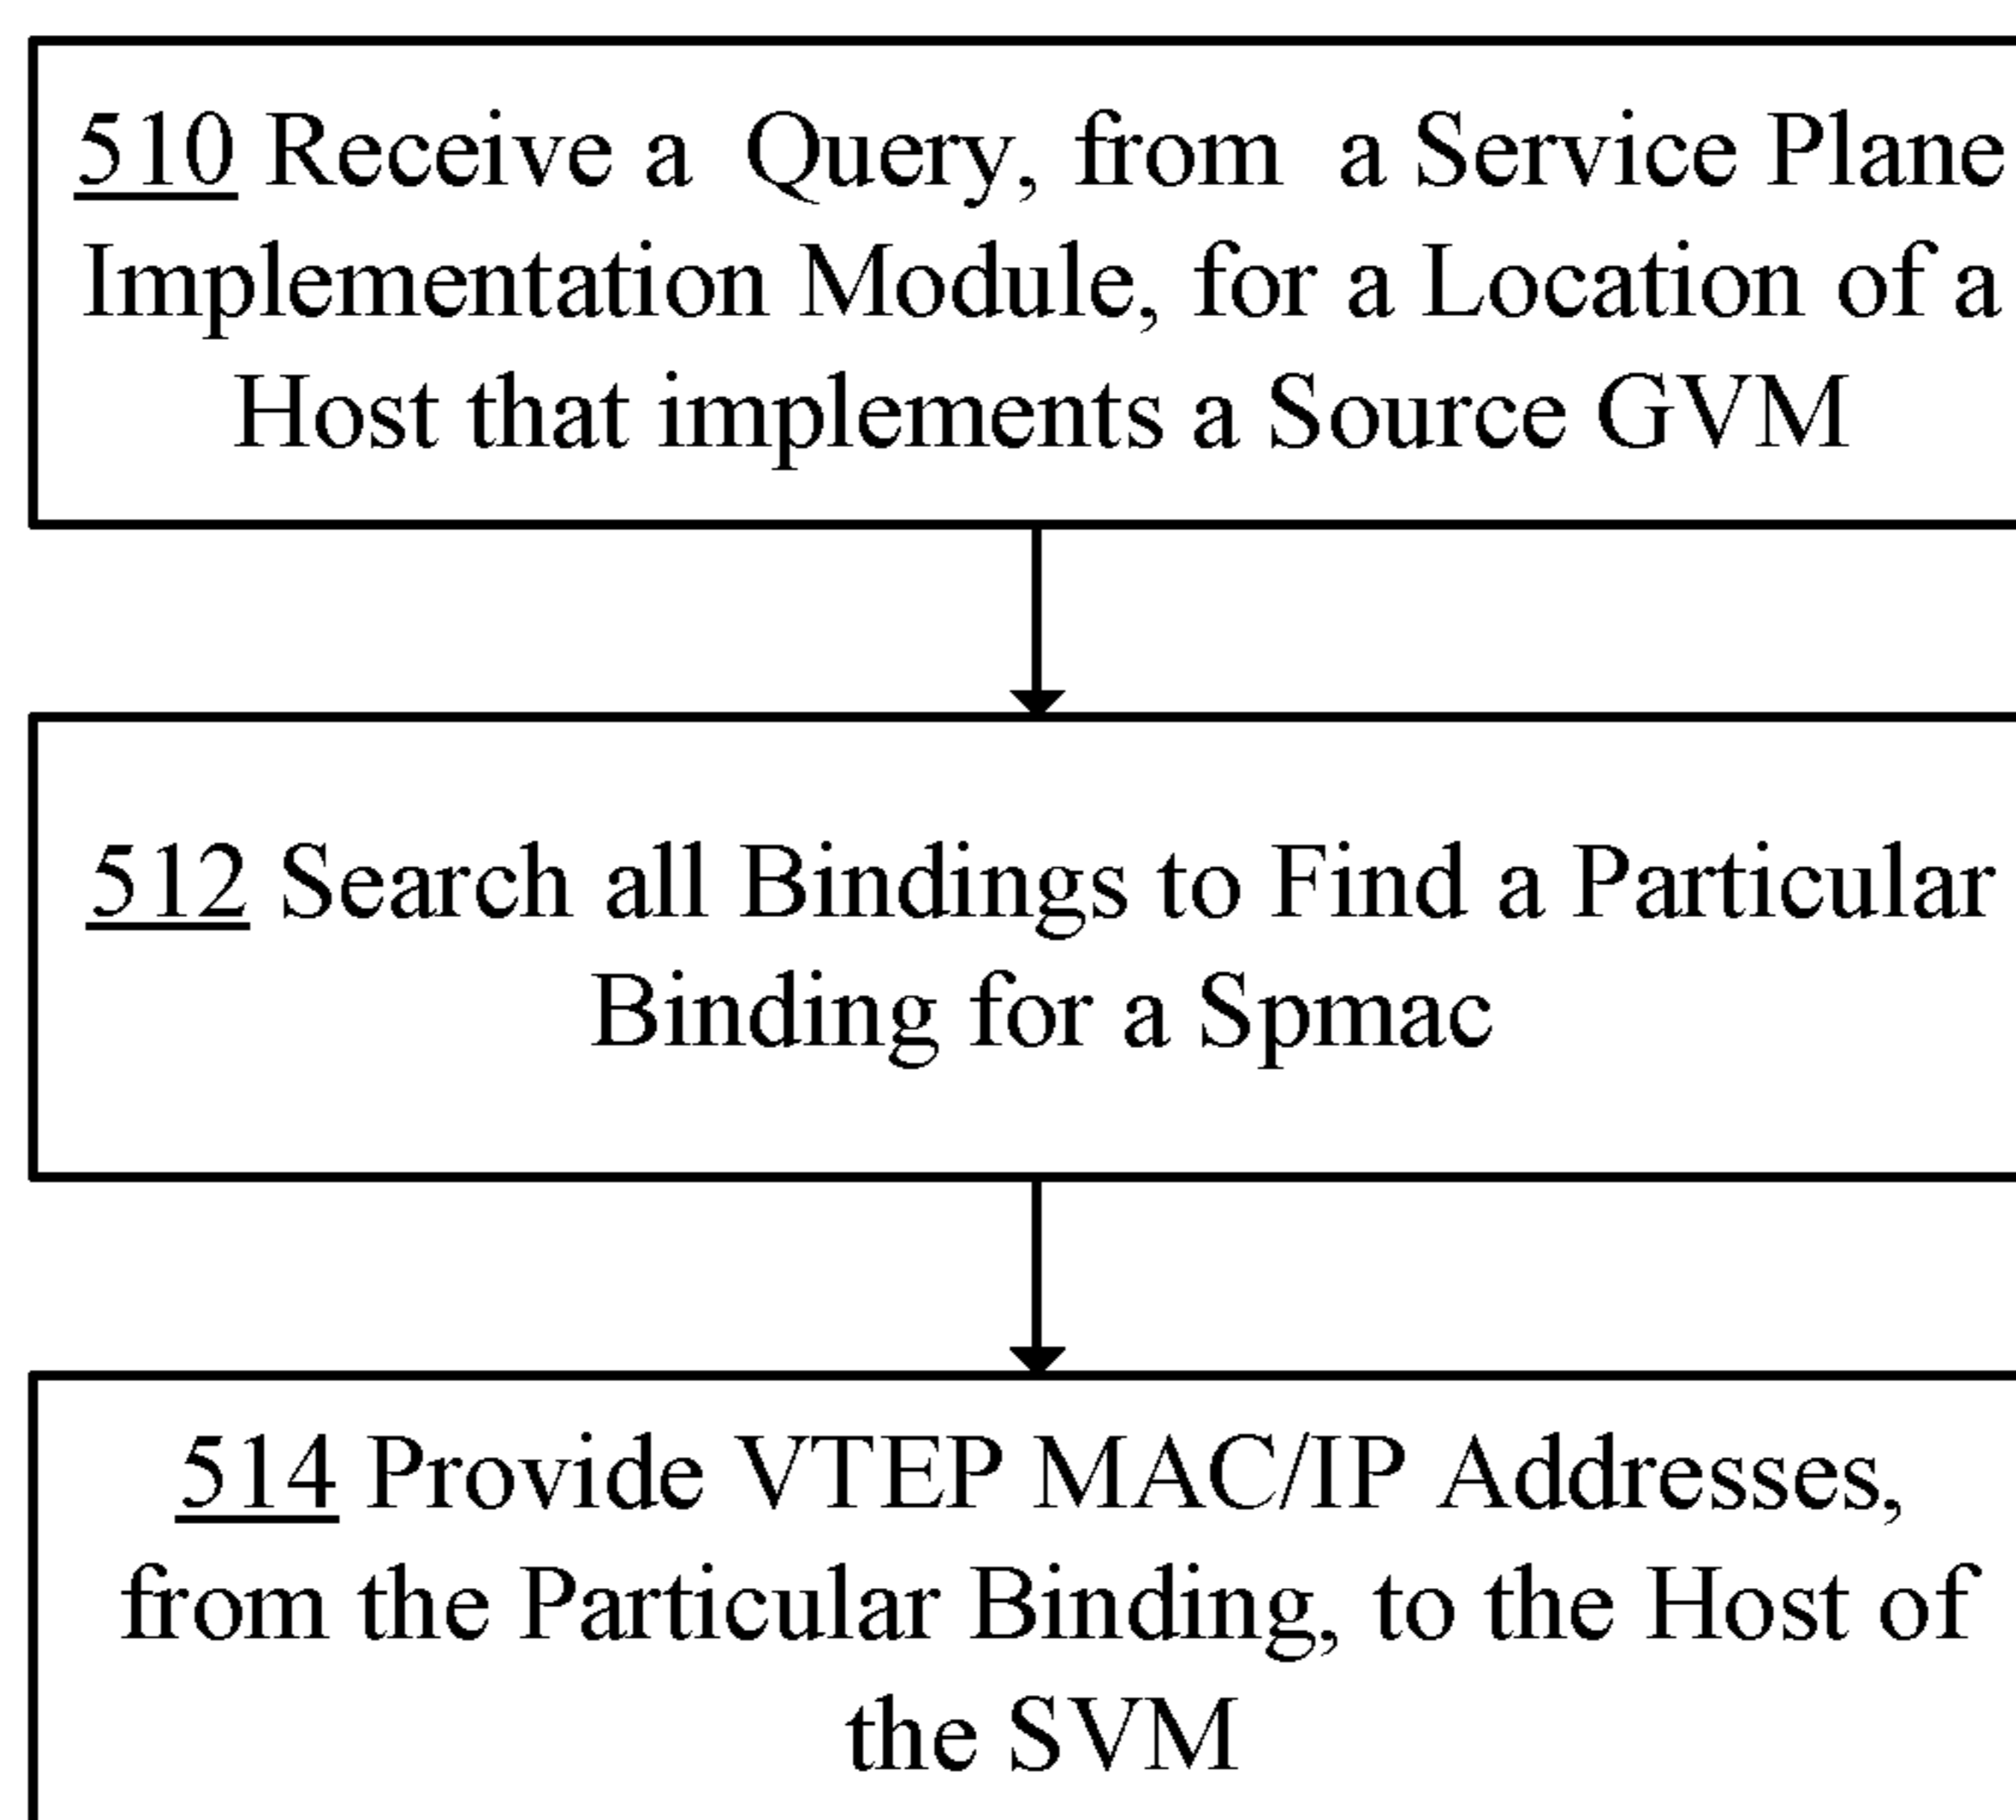 510 Receive a Query, from a Service Plane
Implementation Module, for a Location of a
Host that implements a Source GVM
512 Search all Bindings to Find a Particular
Binding for a Spmac
514 Provide VTEP MAC/IP Addresses,
from the Particular Binding, to the Host of
the SVM